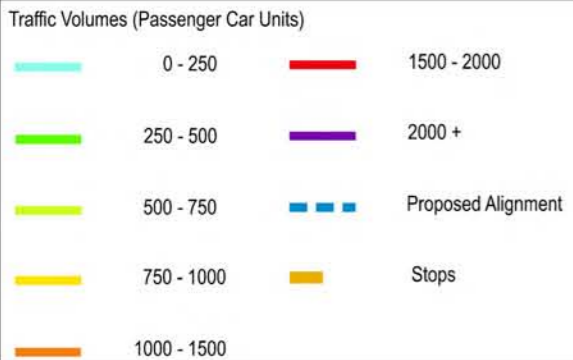 Traffic Volumes (Passenger Car Units)
0 - 250
1500 - 2000
250 - 500
2000 +
500 - 750
Proposed Alignment
750 - 1000
Stops
1000 - 1500